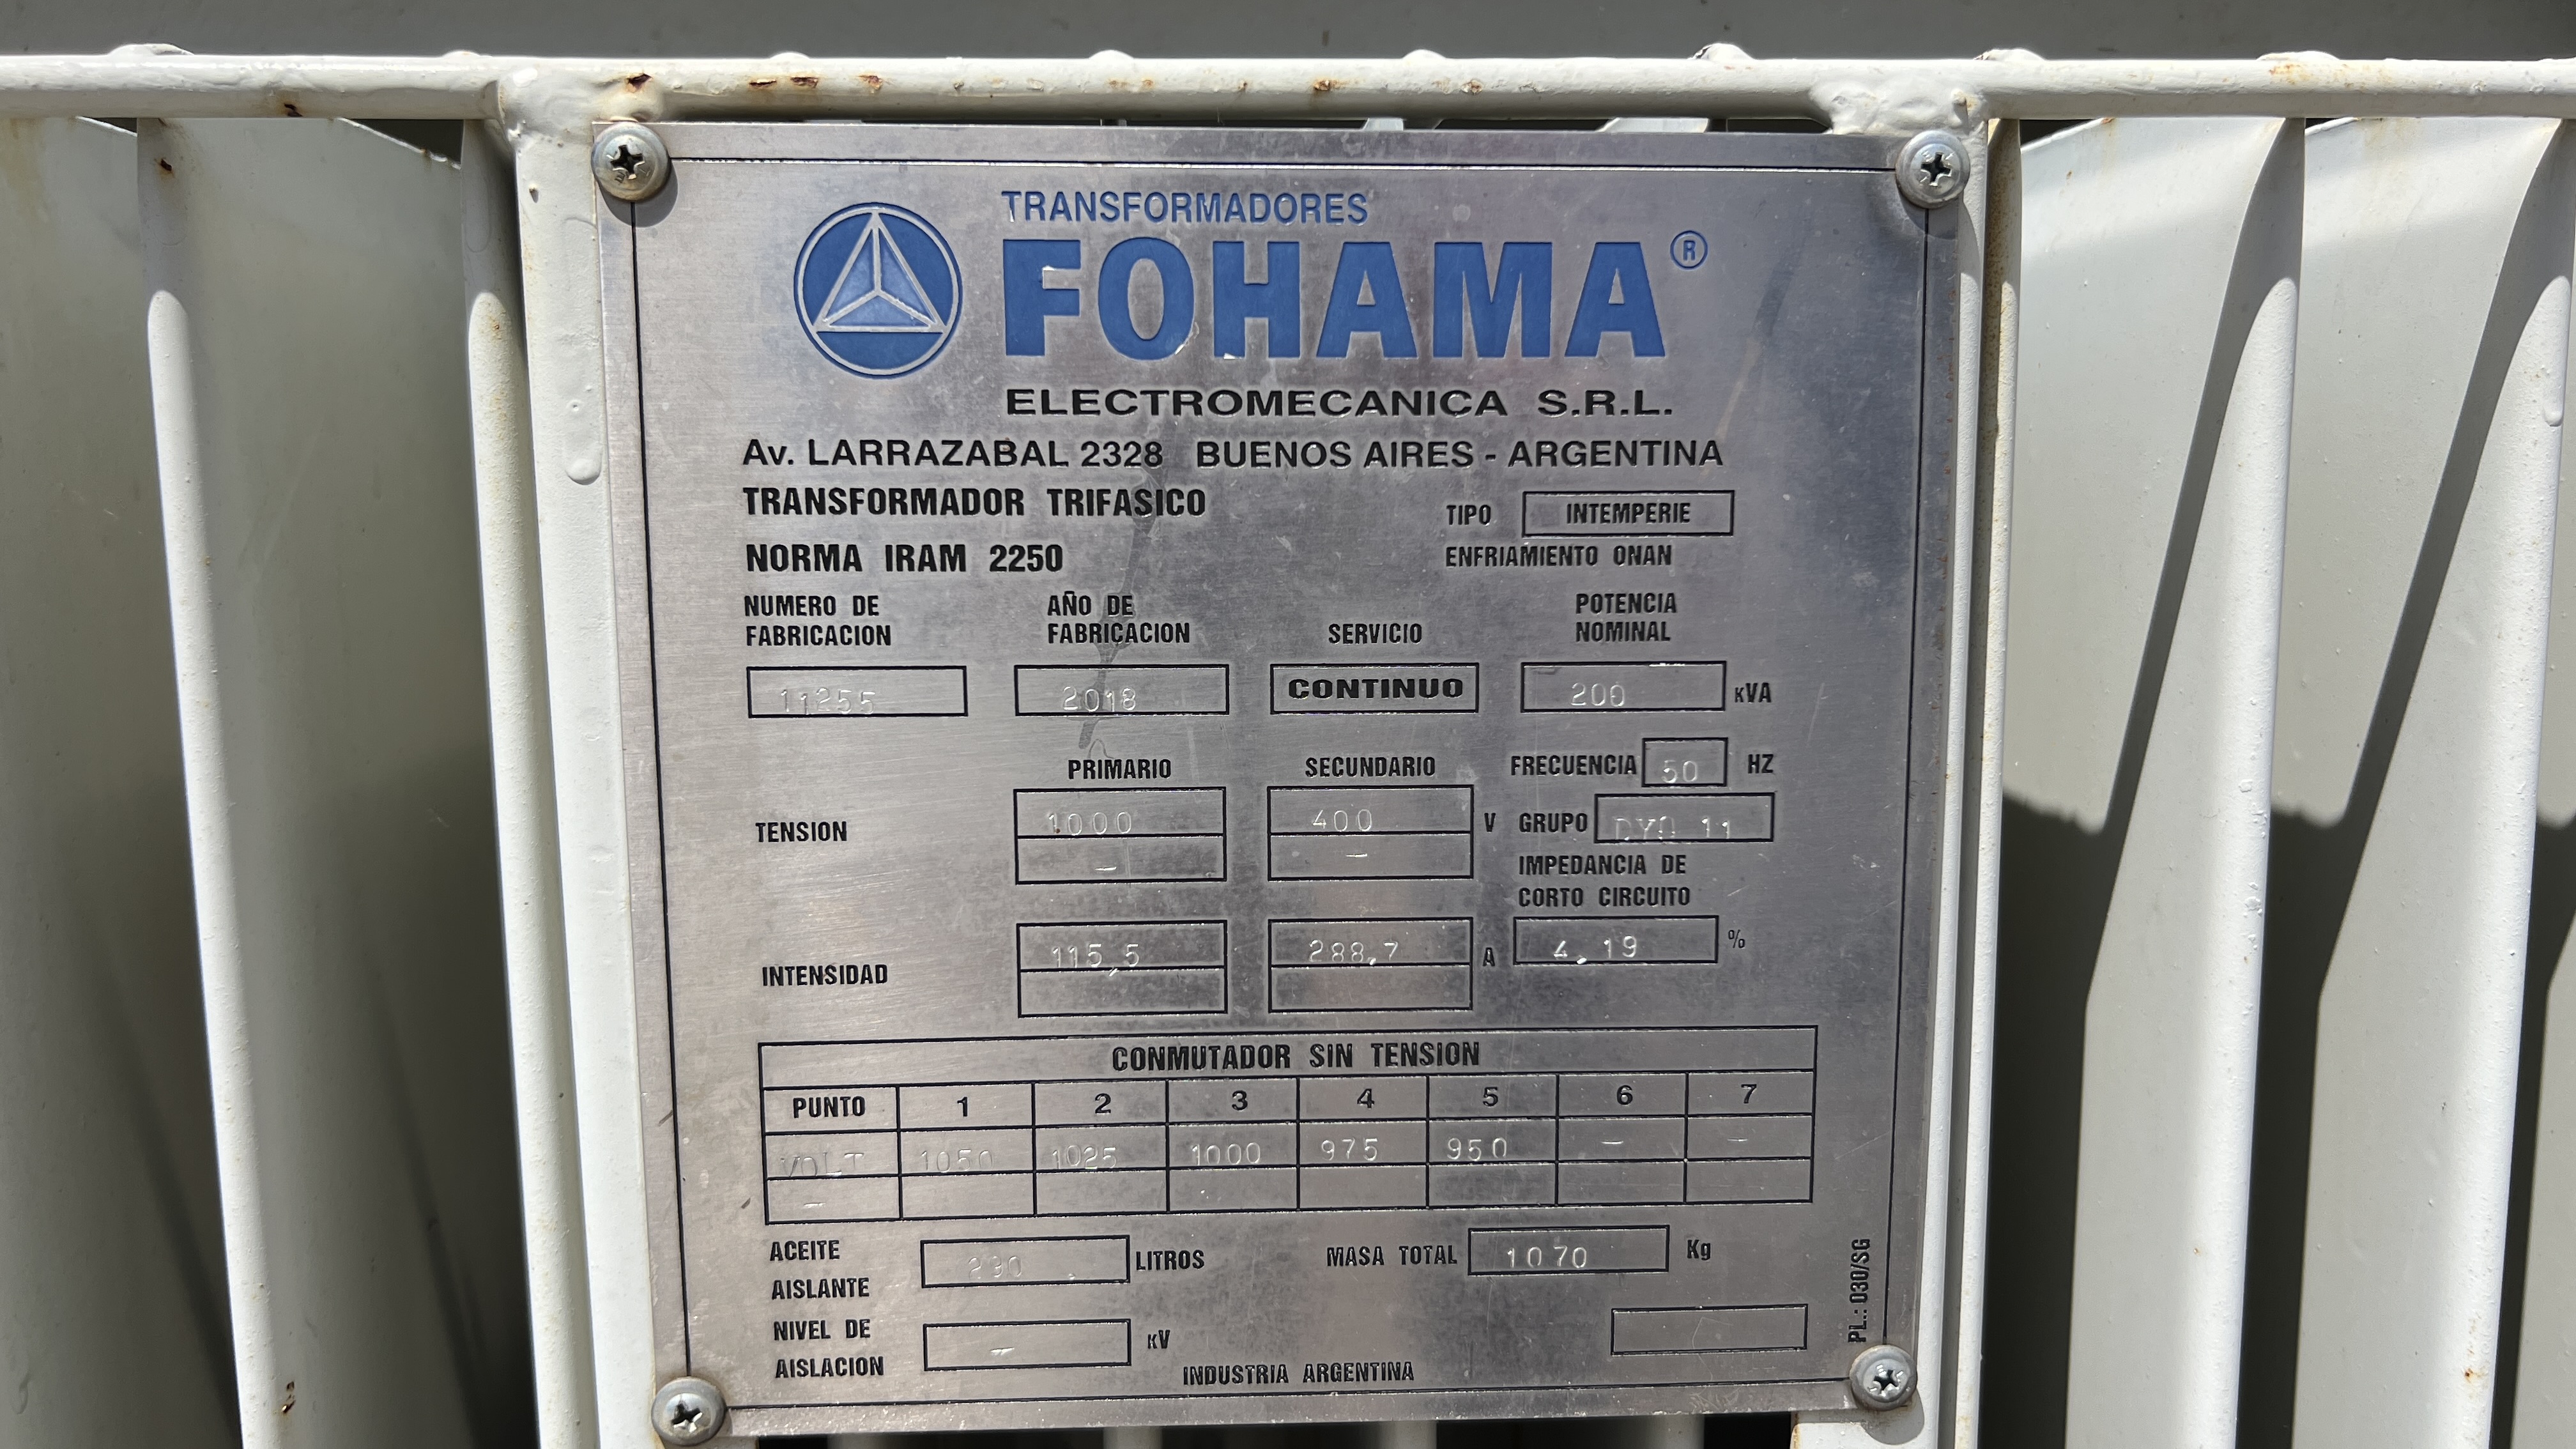 TRANSFORMADORES
FOHAMA ®
ELECTROMECANICA S.R.L.
Av. LARRAZABAL 2328 BUENOS AIRES - ARGENTINA
TRANSFORMADOR TRIFASICO
TIPO INTEMPERIE
NORMA IRAM 2250
ENFRIAMIENTO ONAN
NUMERO DE FABRICACION
AÑO DE FABRICACION
SERVICIO
POTENCIA NOMINAL
11255 2018 CONTINUO 200 KVA
PRIMARIO SECUNDARIO FRECUENCIA 50 HZ
TENSION 1000 400 V GRUPO DYO 11
- -
IMPEDANCIA DE
CORTO CIRCUITO
INTENSIDAD 115,5 288,7 A 4,19 %
CONMUTADOR SIN TENSION
PUNTO 1 2 3 4 5 6 7
VOLT 1050 1025 1000 975 950 - -
-
ACEITE AISLANTE LITROS MASA TOTAL 1070 Kg
NIVEL DE AISLACION - KV
INDUSTRIA ARGENTINA
PL.: 030/SG